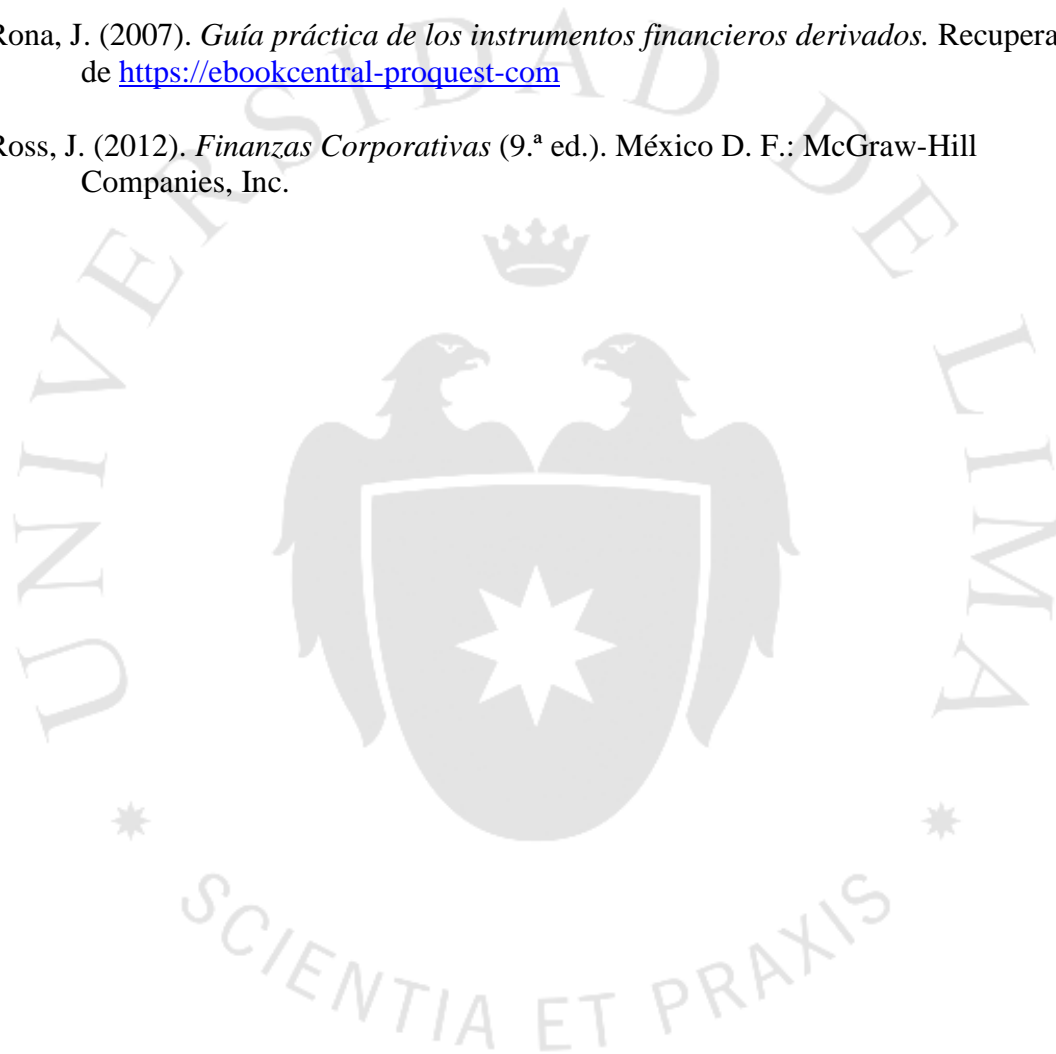 Rona, J. (2007). Guía práctica de los instrumentos financieros derivados. Recupera
de https://ebookcentral-proquest-com
Ross, J. (2012). Finanzas Corporativas (9.ª ed.). México D. F.: McGraw-Hill
Companies, Inc.
UNIVERSIDAD DE LIMA
SCIENTIA ET PRAXIS